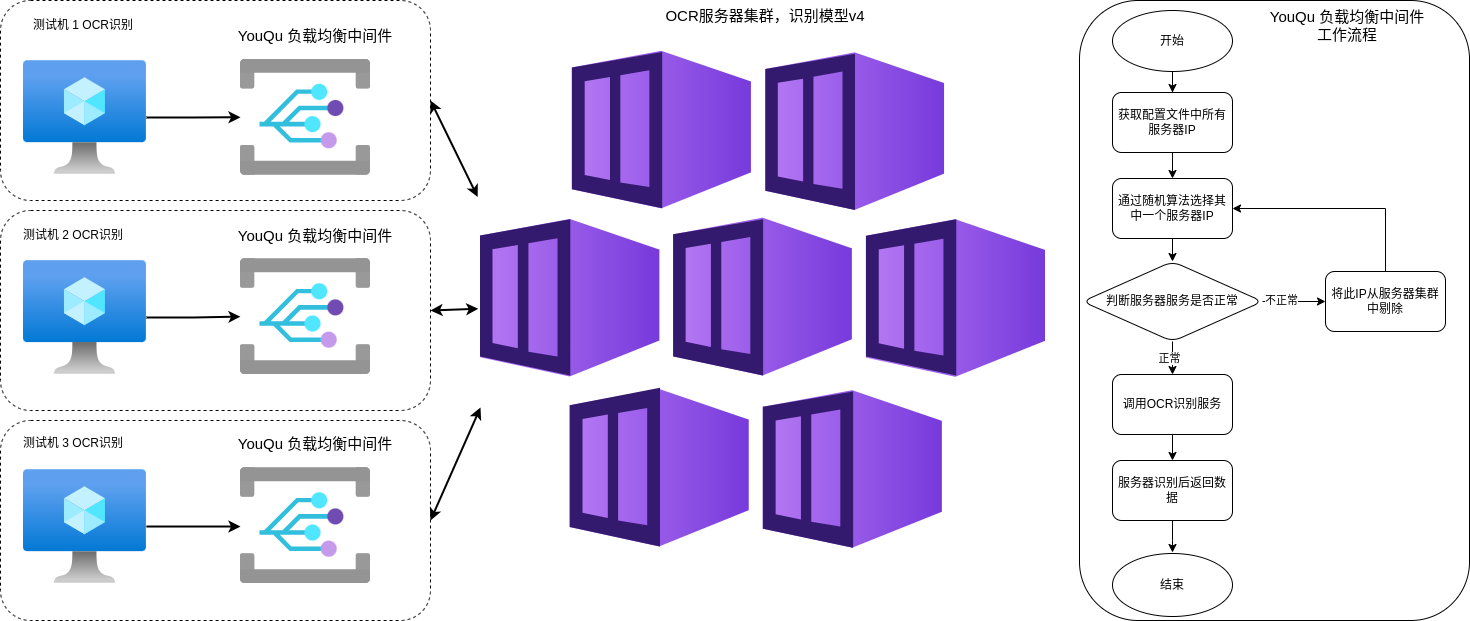 测试机 1 OCR识别
YouQu 负载均衡中间件
测试机 2 OCR识别
YouQu 负载均衡中间件
测试机 3 OCR识别
YouQu 负载均衡中间件
OCR服务器集群，识别模型v4
YouQu 负载均衡中间件
工作流程
开始
获取配置文件中所有
服务器IP
通过随机算法选择其
中一个服务器IP
判断服务器服务是否正常
不正常
将此IP从服务器集群
中剔除
正常
调用OCR识别服务
服务器识别后返回数
据
结束